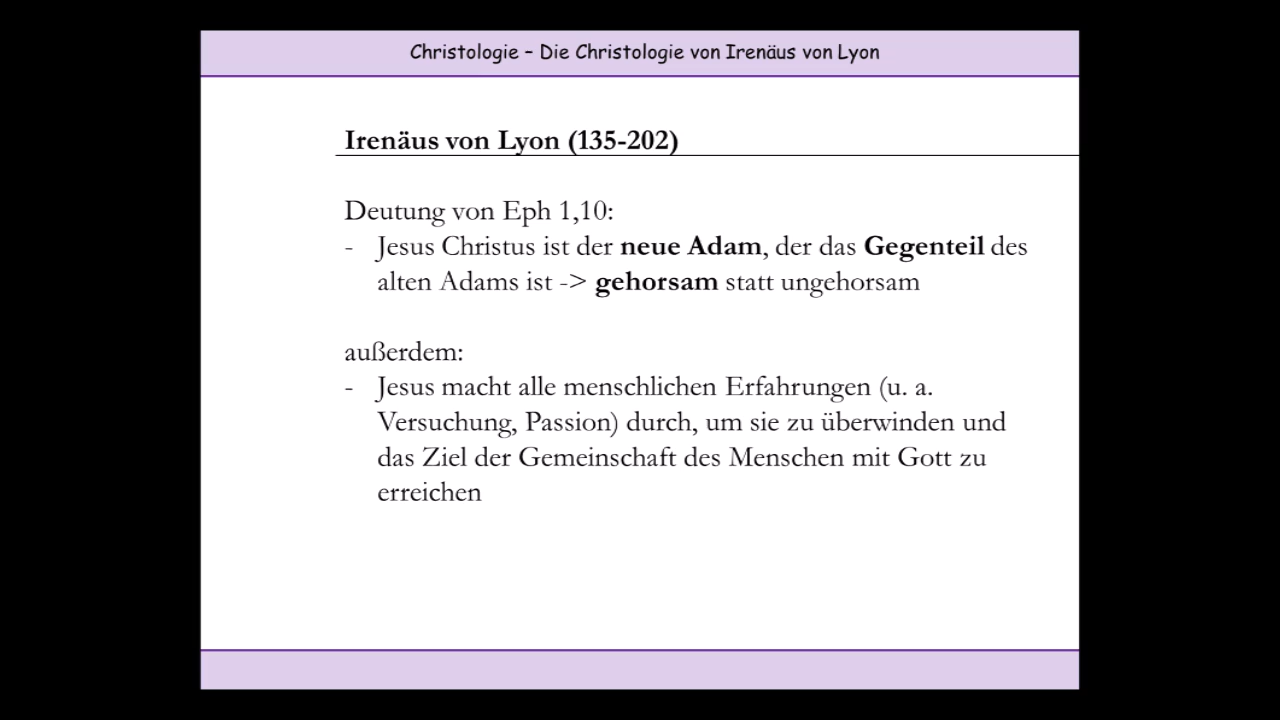 Christologie – Die Christologie von Irenäus von Lyon
Irenäus von Lyon (135-202)
Deutung von Eph 1,10:
- Jesus Christus ist der neue Adam, der das Gegenteil des
alten Adams ist -> gehorsam statt ungehorsam
außerdem:
- Jesus macht alle menschlichen Erfahrungen (u. a.
Versuchung, Passion) durch, um sie zu überwinden und
das Ziel der Gemeinschaft des Menschen mit Gott zu
erreichen